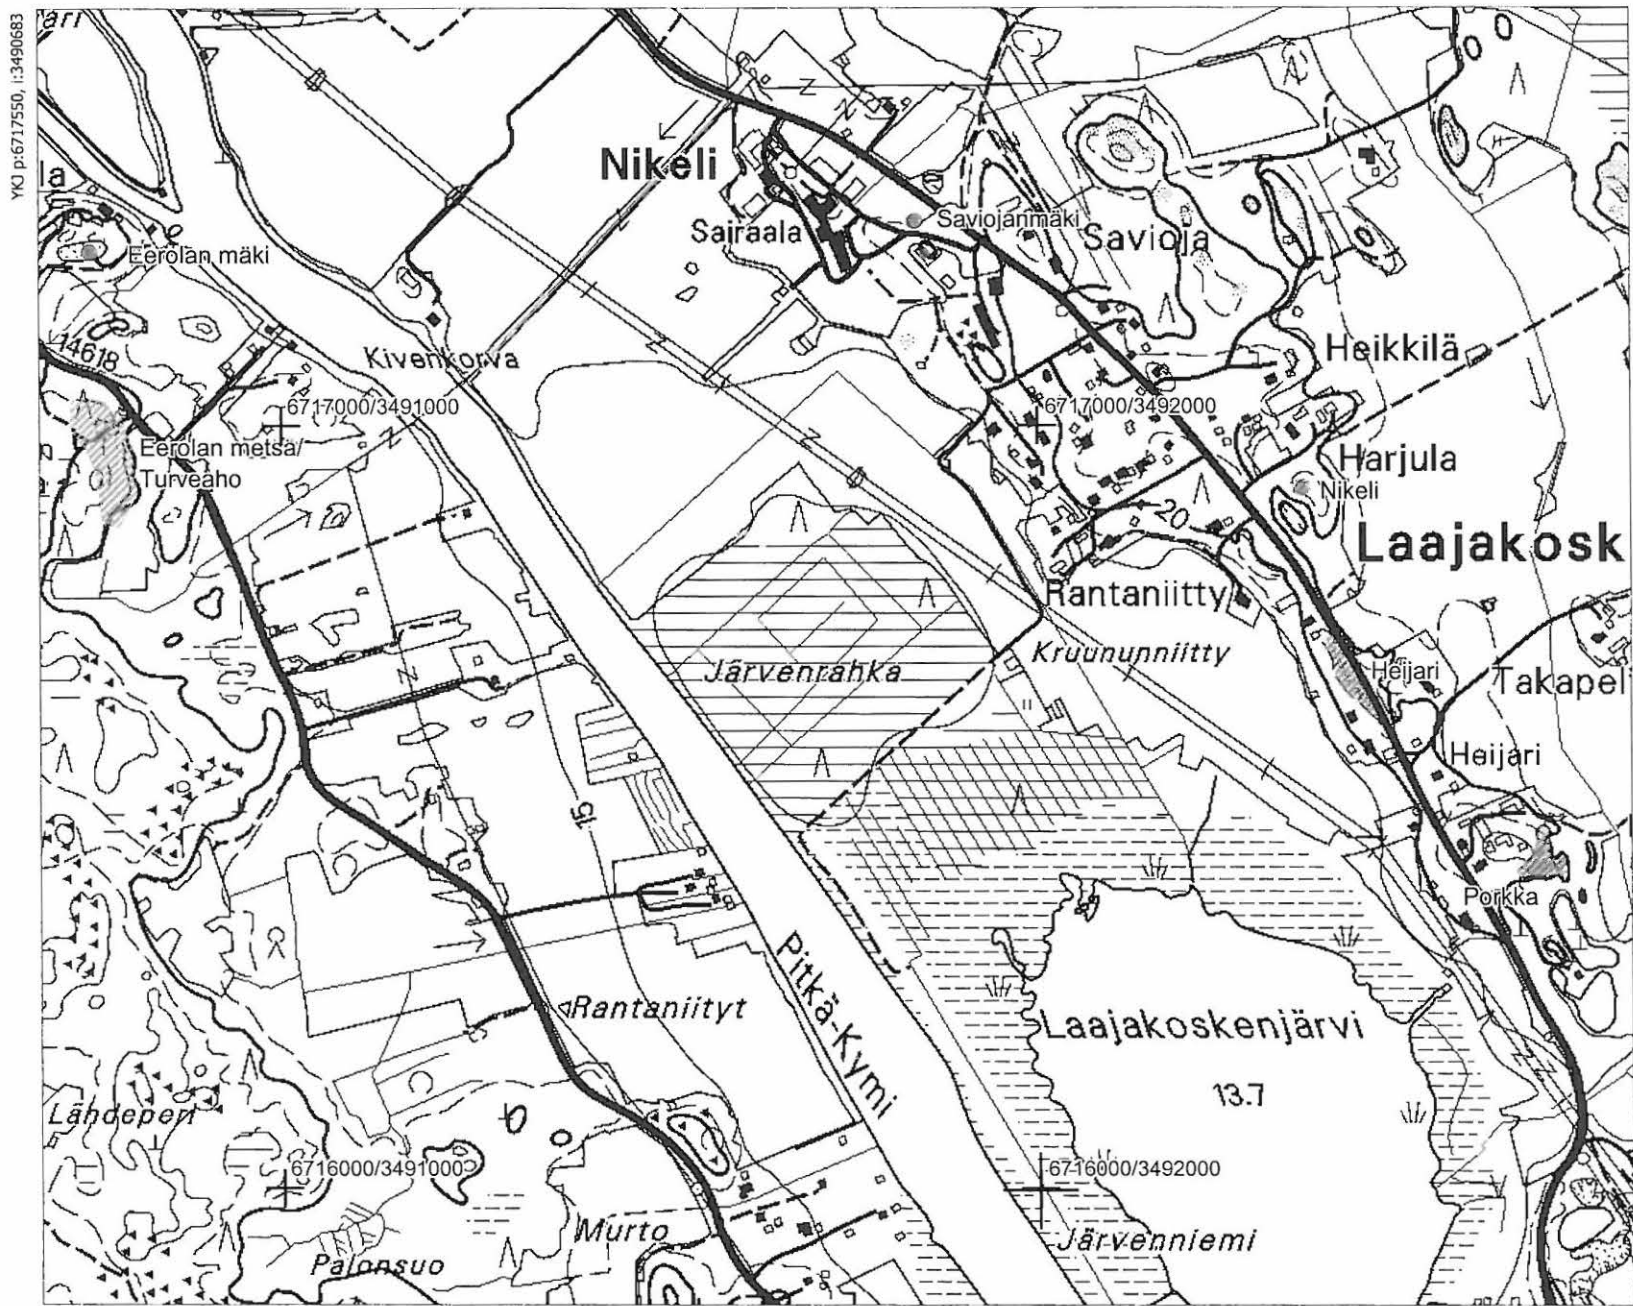 YKJ p:6717550, i:3490683
äri
Nikeli
la
Sairaala
Saviojanmäki
Savioja
Eerolan mäki
14618
Kivenkorva
Heikkilä
6717000/3491000
6717000/3492000
Eerolan metsä/
Turveaho
Harjula
Nikeli
20
Laajakosk
Rantaniitty
Kruununniitty
Järvenrahka
Heijari
Takapel
Heijari
15
Porkka
Pitkä-Kymi
Rantaniityt
Laajakoskenjärvi
13.7
Lähdeperi
6716000/3491000
6716000/3492000
Murto
Järvenniemi
Palonsuo